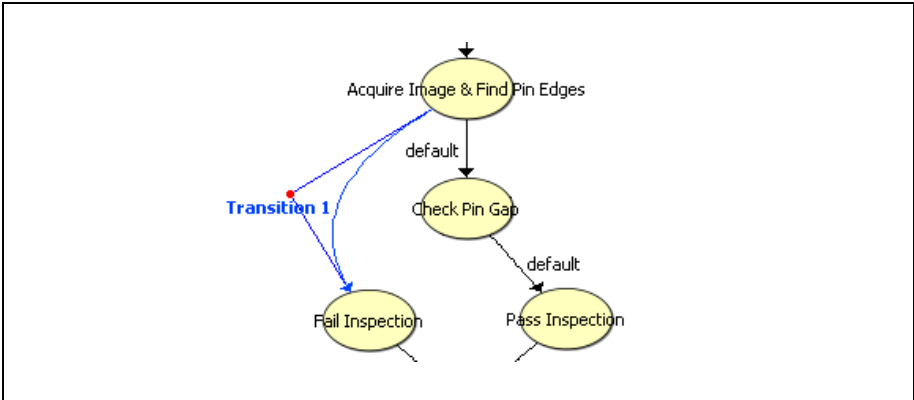 Acquire Image & Find Pin Edges
default
Transition 1
Check Pin Gap
default
Fail Inspection
Pass Inspection